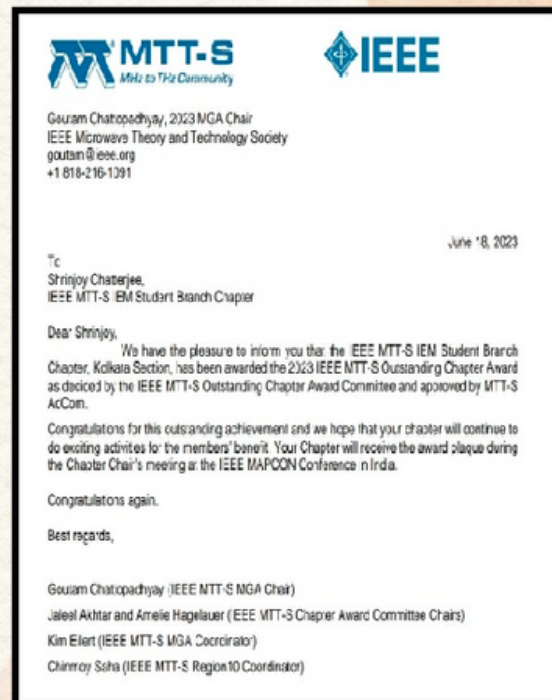 MTT-S
MHz to THz Community
IEEE
Goutam Chattopadhyay, 2023 MGA Chair
IEEE Microwave Theory and Technology Society
goutam@ieee.org
+1 818-216-1091
June 18, 2023
To
Shrinjoy Chatterjee,
IEEE MTT-S IEM Student Branch Chapter
Dear Shrinjoy,
We have the pleasure to inform you that the IEEE MTT-S IEM Student Branch
Chapter, Kolkata Section, has been awarded the 2023 IEEE MTT-S Outstanding Chapter Award
as decided by the IEEE MTT-S Outstanding Chapter Award Committee and approved by MTT-S
AdCom.
Congratulations for this outstanding achievement and we hope that your chapter will continue to
do exciting activities for the members' benefit. Your Chapter will receive the award plaque during
the Chapter Chair's meeting at the IEEE MAPCON Conference in India.
Congratulations again.
Best regards,
Goutam Chattopadhyay (IEEE MTT-S MGA Chair)
Jaleel Akhtar and Amelie Hagelauer (IEEE MTT-S Chapter Award Committee Chairs)
Kim Eilert (IEEE MTT-S MGA Coordinator)
Chinmoy Saha (IEEE MTT-S Region 10 Coordinator)